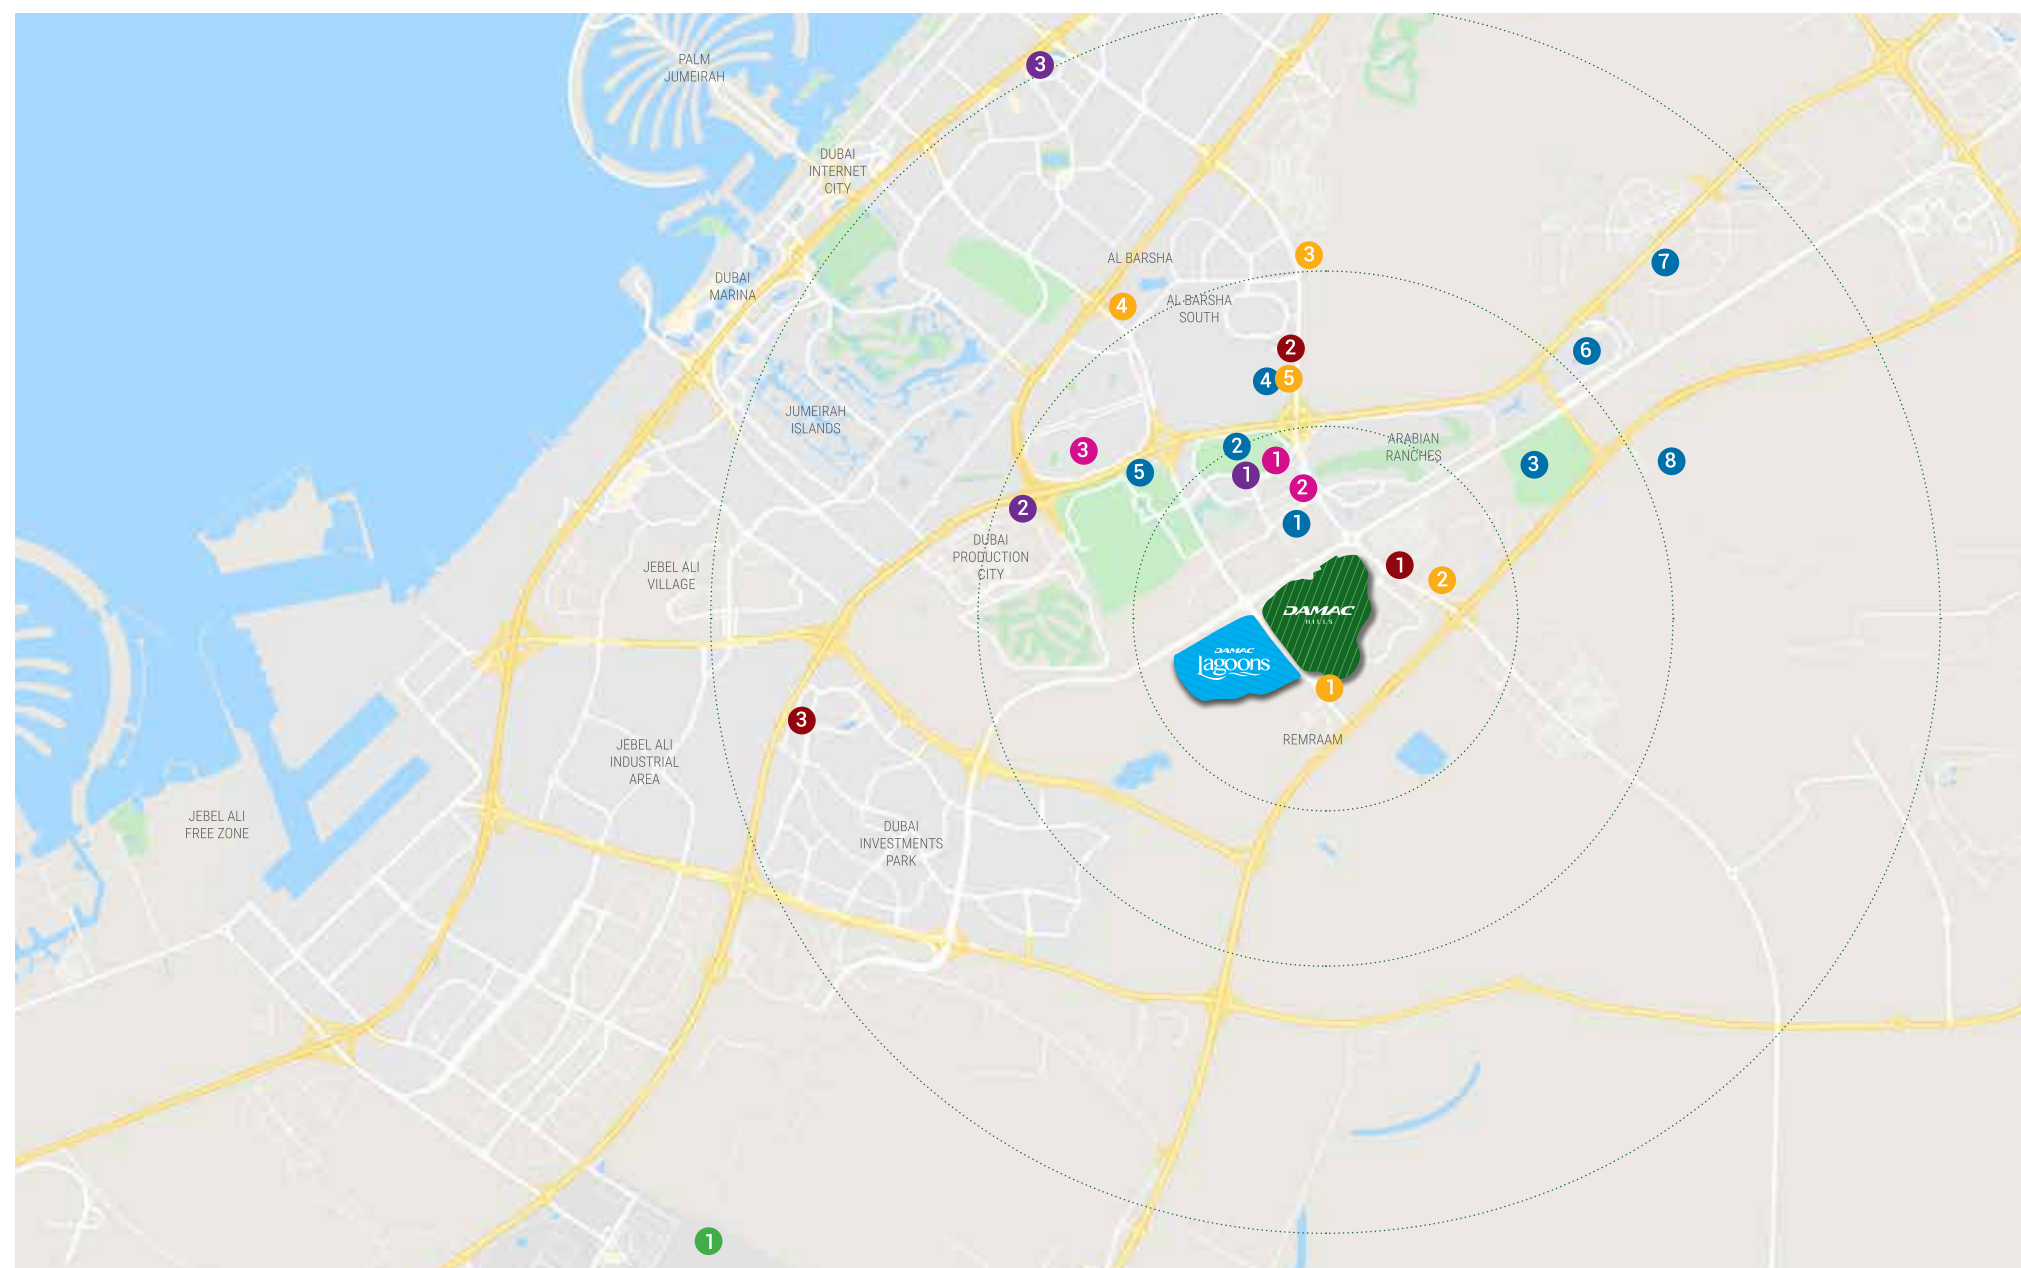 3
PALM
JUMEIRAH
DUBAI
INTERNET
CITY
3
AL BARSHA
7
DUBAI
MARINA
4
AL BARSHA
SOUTH
2
6
4
5
JUMEIRAH
ISLANDS
2
ARABIAN
RANCHES
3
1
5
1
3
8
2
2
1
DUBAI
PRODUCTION
CITY
JEBEL ALI
VILLAGE
1
2
DAMAC
HILLS
DAMAC
Lagoons
1
3
REMRAAM
JEBEL ALI
INDUSTRIAL
AREA
JEBEL ALI
FREE ZONE
DUBAI
INVESTMENTS
PARK
1